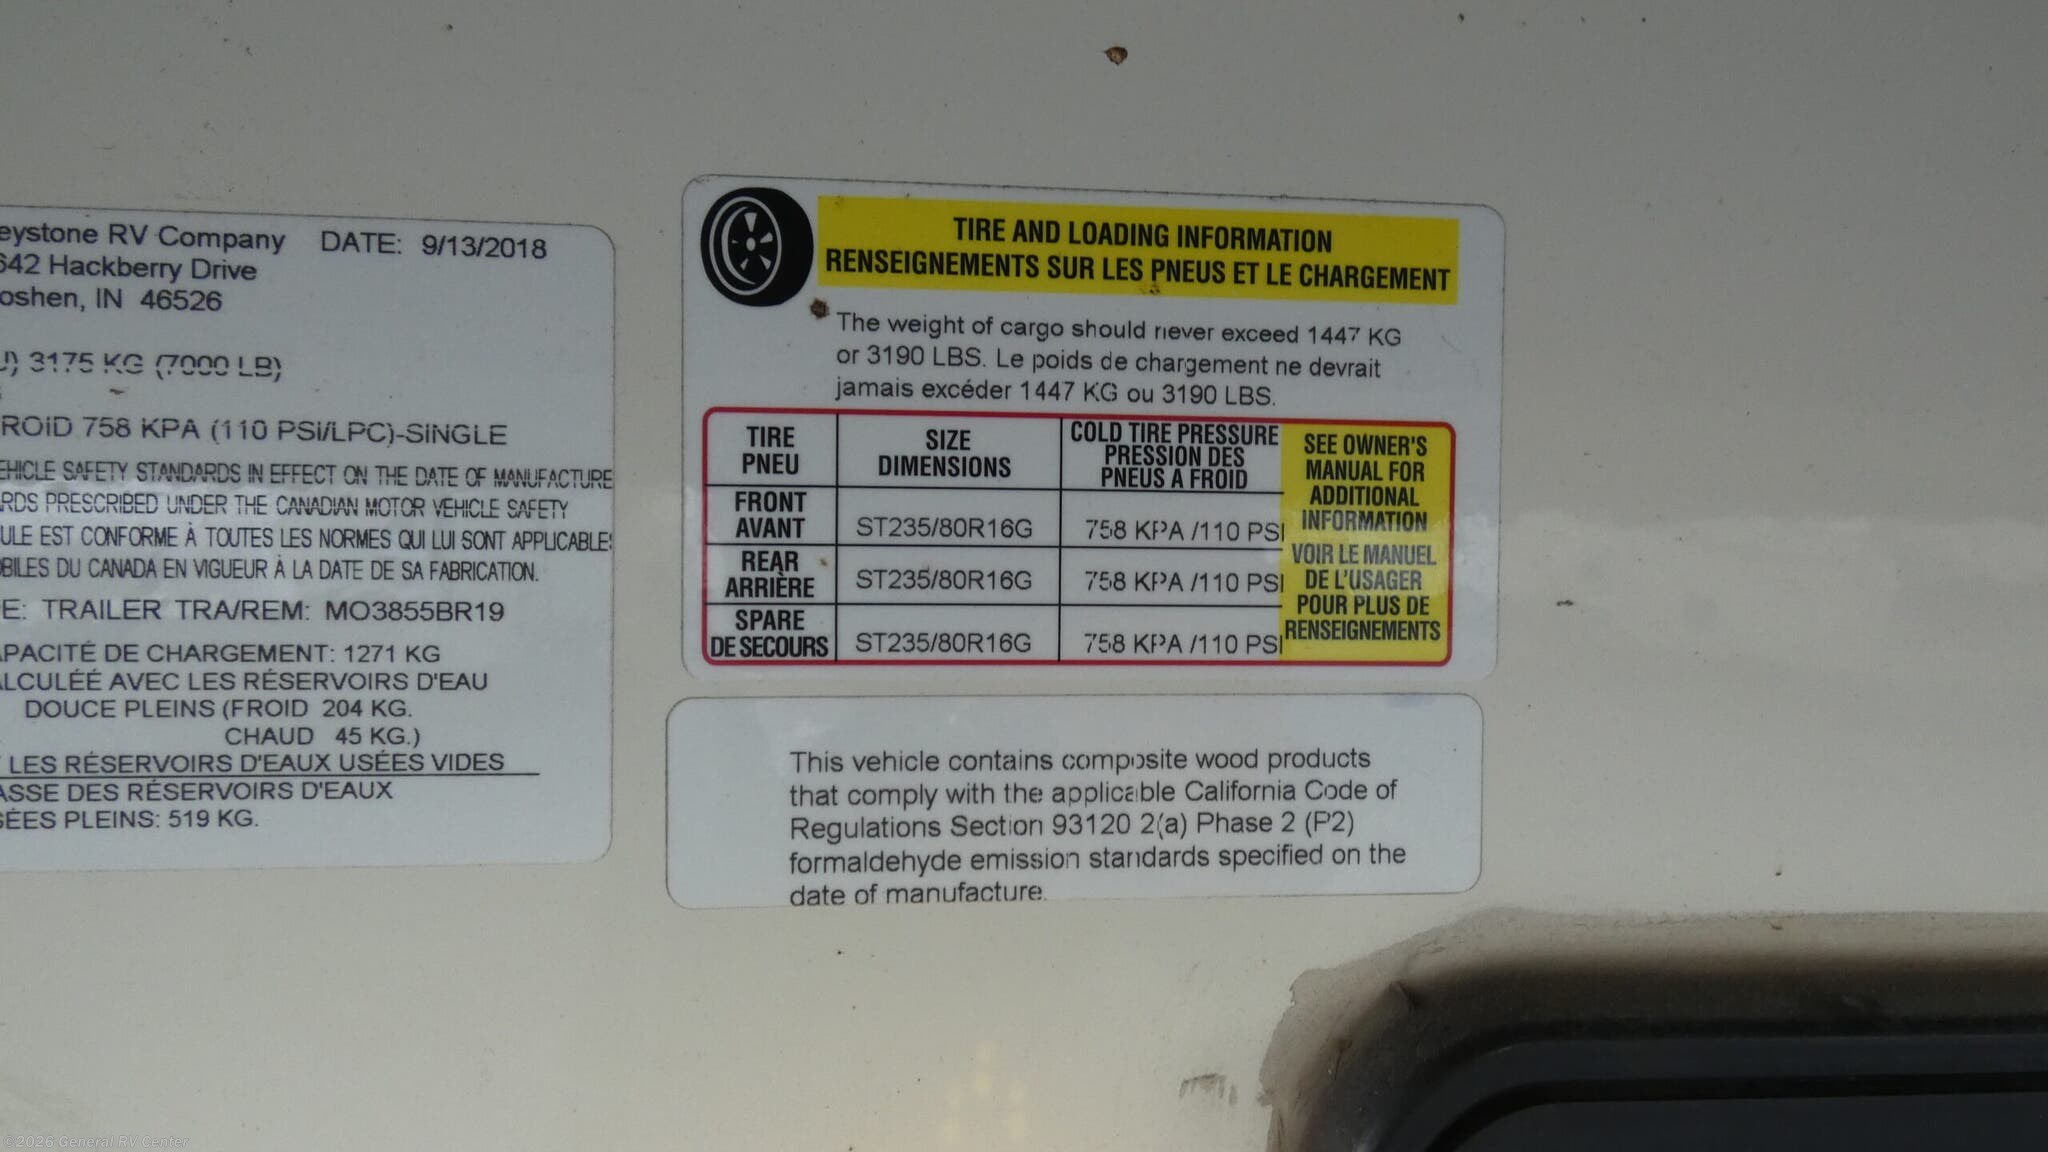 eystone RV Company DATE: 9/13/2018
642 Hackberry Drive
oshen, IN 46526
3175 KG (7000 LB)
ROID 758 KPA (110 PSI/LPC)-SINGLE
EHICLE SAFETY STANDARDS IN EFFECT ON THE DATE OF MANUFACTURE
RDS PRESCRIBED UNDER THE CANADIAN MOTOR VEHICLE SAFETY
ULE EST CONFORME À TOUTES LES NORMES QUI LUI SONT APPLICABLES
OBILES DU CANADA EN VIGUEUR À LA DATE DE SA FABRICATION.
PE: TRAILER TRA/REM: MO3855BR19
APACITÉ DE CHARGEMENT: 1271 KG
ALCULÉÉ AVEC LES RÉSERVOIRS D'EAU
DOUCE PLEINS (FROID 204 KG.
CHAUD 45 KG.)
LES RÉSERVOIRS D'EAUX USÉES VIDES
ASSE DES RÉSERVOIRS D'EAUX
SÉES PLEINS: 519 KG.
TIRE AND LOADING INFORMATION
RENSEIGNEMENTS SUR LES PNEUS ET LE CHARGEMENT
The weight of cargo should never exceed 1447 KG
or 3190 LBS. Le poids de chargement ne devrait
jamais excéder 1447 KG ou 3190 LBS.
TIRE SIZE COLD TIRE PRESSURE
PNEU DIMENSIONS PRESSION DES
PNEUS A FROID
FRONT
AVANT ST235/80R16G 758 KPA /110 PSI
REAR
ARRIÈRE ST235/80R16G 758 KPA /110 PSI
SPARE
DE SECOURS ST235/80R16G 758 KPA /110 PSI
SEE OWNER'S
MANUAL FOR
ADDITIONAL
INFORMATION
VOIR LE MANUEL
DE L'USAGER
POUR PLUS DE
RENSEIGNEMENTS
This vehicle contains composite wood products
that comply with the applicable California Code of
Regulations Section 93120 2(a) Phase 2 (P2)
formaldehyde emission standards specified on the
date of manufacture.
©2026 General RV Center